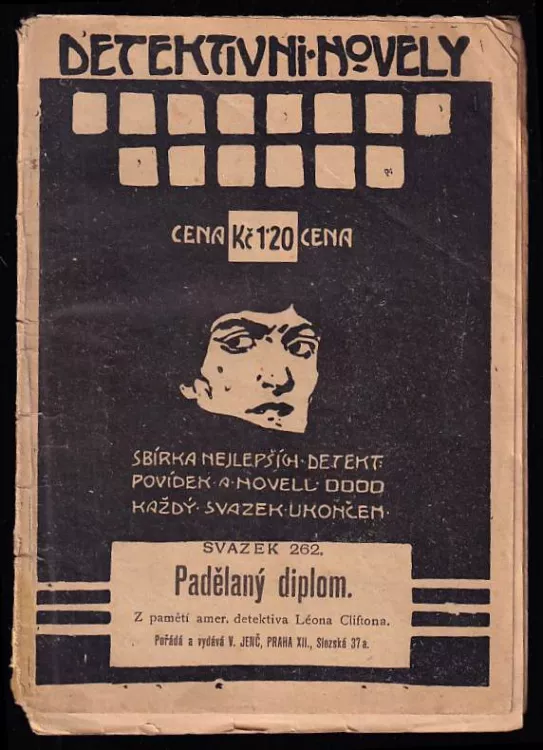 DETEKTIVNI·NOVELY
CENA Kč 1·20 CENA
SBÍRKA NEJLEPŠÍCH·DETEKT:
POVÍDEK·A·NOVELL·
KAŽDÝ·SVAZEK·UKONČEN·
SVAZEK 262.
Padělaný diplom.
Z pamětí amer. detektiva Léona Cliftona.
Pořádá a vydává V. JENČ, PRAHA XII., Slezská 37 a.